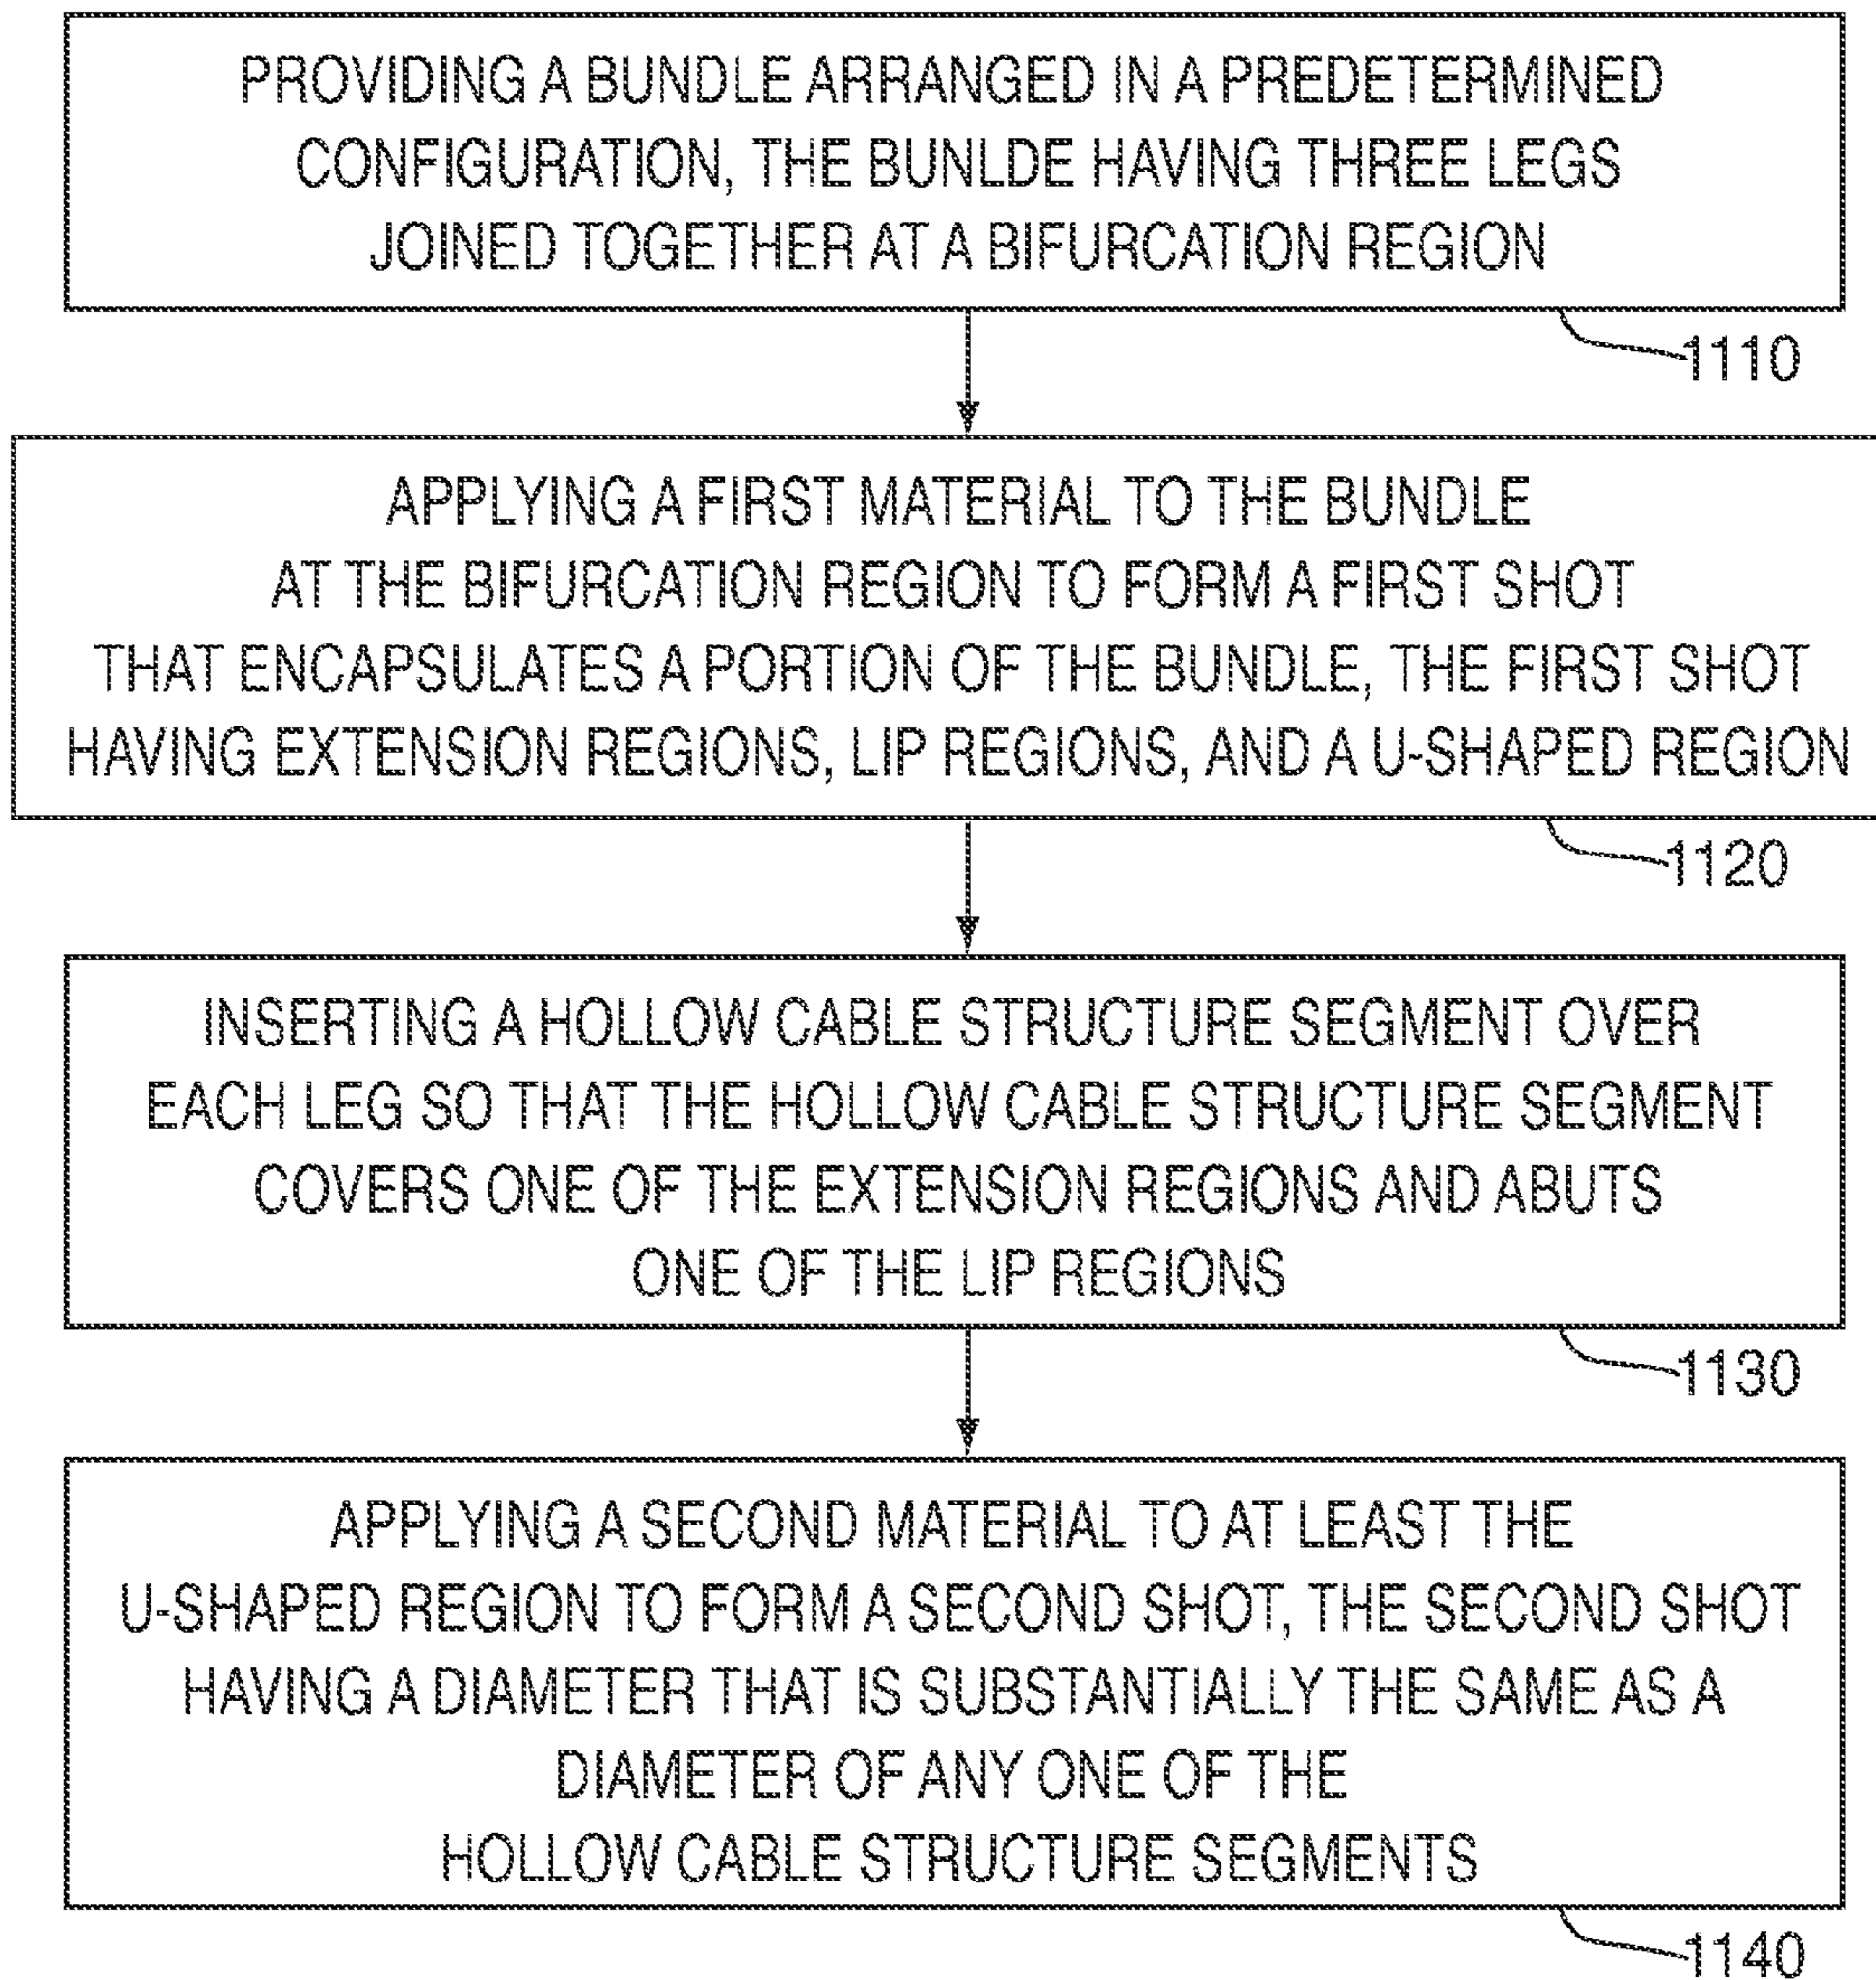 PROVIDING A BUNDLE ARRANGED IN A PREDETERMINED
CONFIGURATION, THE BUNLDE HAVING THREE LEGS
JOINED TOGETHER AT A BIFURCATION REGION
1110
APPLYING A FIRST MATERIAL TO THE BUNDLE
AT THE BIFURCATION REGION TO FORM A FIRST SHOT
THAT ENCAPSULATES A PORTION OF THE BUNDLE, THE FIRST SHOT
HAVING EXTENSION REGIONS, LIP REGIONS, AND A U-SHAPED REGION
1120
INSERTING A HOLLOW CABLE STRUCTURE SEGMENT OVER
EACH LEG SO THAT THE HOLLOW CABLE STRUCTURE SEGMENT
COVERS ONE OF THE EXTENSION REGIONS AND ABUTS
ONE OF THE LIP REGIONS
1130
APPLYING A SECOND MATERIAL TO AT LEAST THE
U-SHAPED REGION TO FORM A SECOND SHOT, THE SECOND SHOT
HAVING A DIAMETER THAT IS SUBSTANTIALLY THE SAME AS A
DIAMETER OF ANY ONE OF THE
HOLLOW CABLE STRUCTURE SEGMENTS
1140